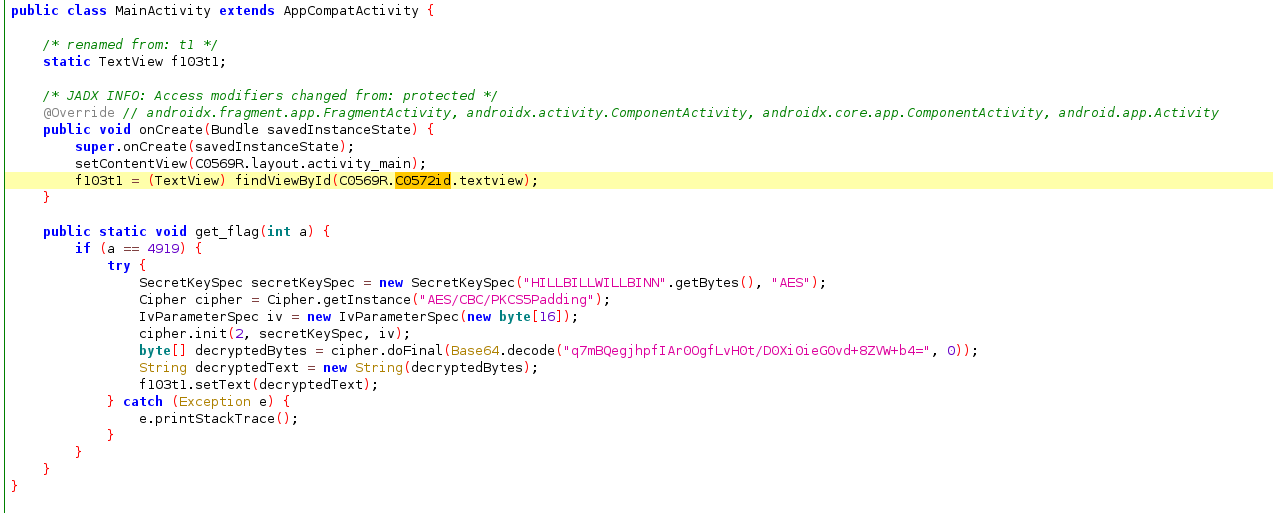 public class MainActivity extends AppCompatActivity {
/* renamed from: t1 */
static TextView f103t1;
/* JADX INFO: Access modifiers changed from: protected */
@Override // androidx.fragment.app.FragmentActivity, androidx.activity.ComponentActivity, androidx.core.app.ComponentActivity, android.app.Activity
public void onCreate(Bundle savedInstanceState) {
super.onCreate(savedInstanceState);
setContentView(C0569R.layout.activity_main);
f103t1 = (TextView) findViewById(C0569R.C0572id.textview);
}
public static void get_flag(int a) {
if (a == 4919) {
try {
SecretKeySpec secretKeySpec = new SecretKeySpec("HILLBILLWILLBINN".getBytes(), "AES");
Cipher cipher = Cipher.getInstance("AES/CBC/PKCS5Padding");
IvParameterSpec iv = new IvParameterSpec(new byte[16]);
cipher.init(2, secretKeySpec, iv);
byte[] decryptedBytes = cipher.doFinal(Base64.decode("q7mBQegjhpfIAr0OgfLvH0t/D0Xi0ieG0vd+8ZVW+b4=", 0));
String decryptedText = new String(decryptedBytes);
f103t1.setText(decryptedText);
} catch (Exception e) {
e.printStackTrace();
}
}
}
}